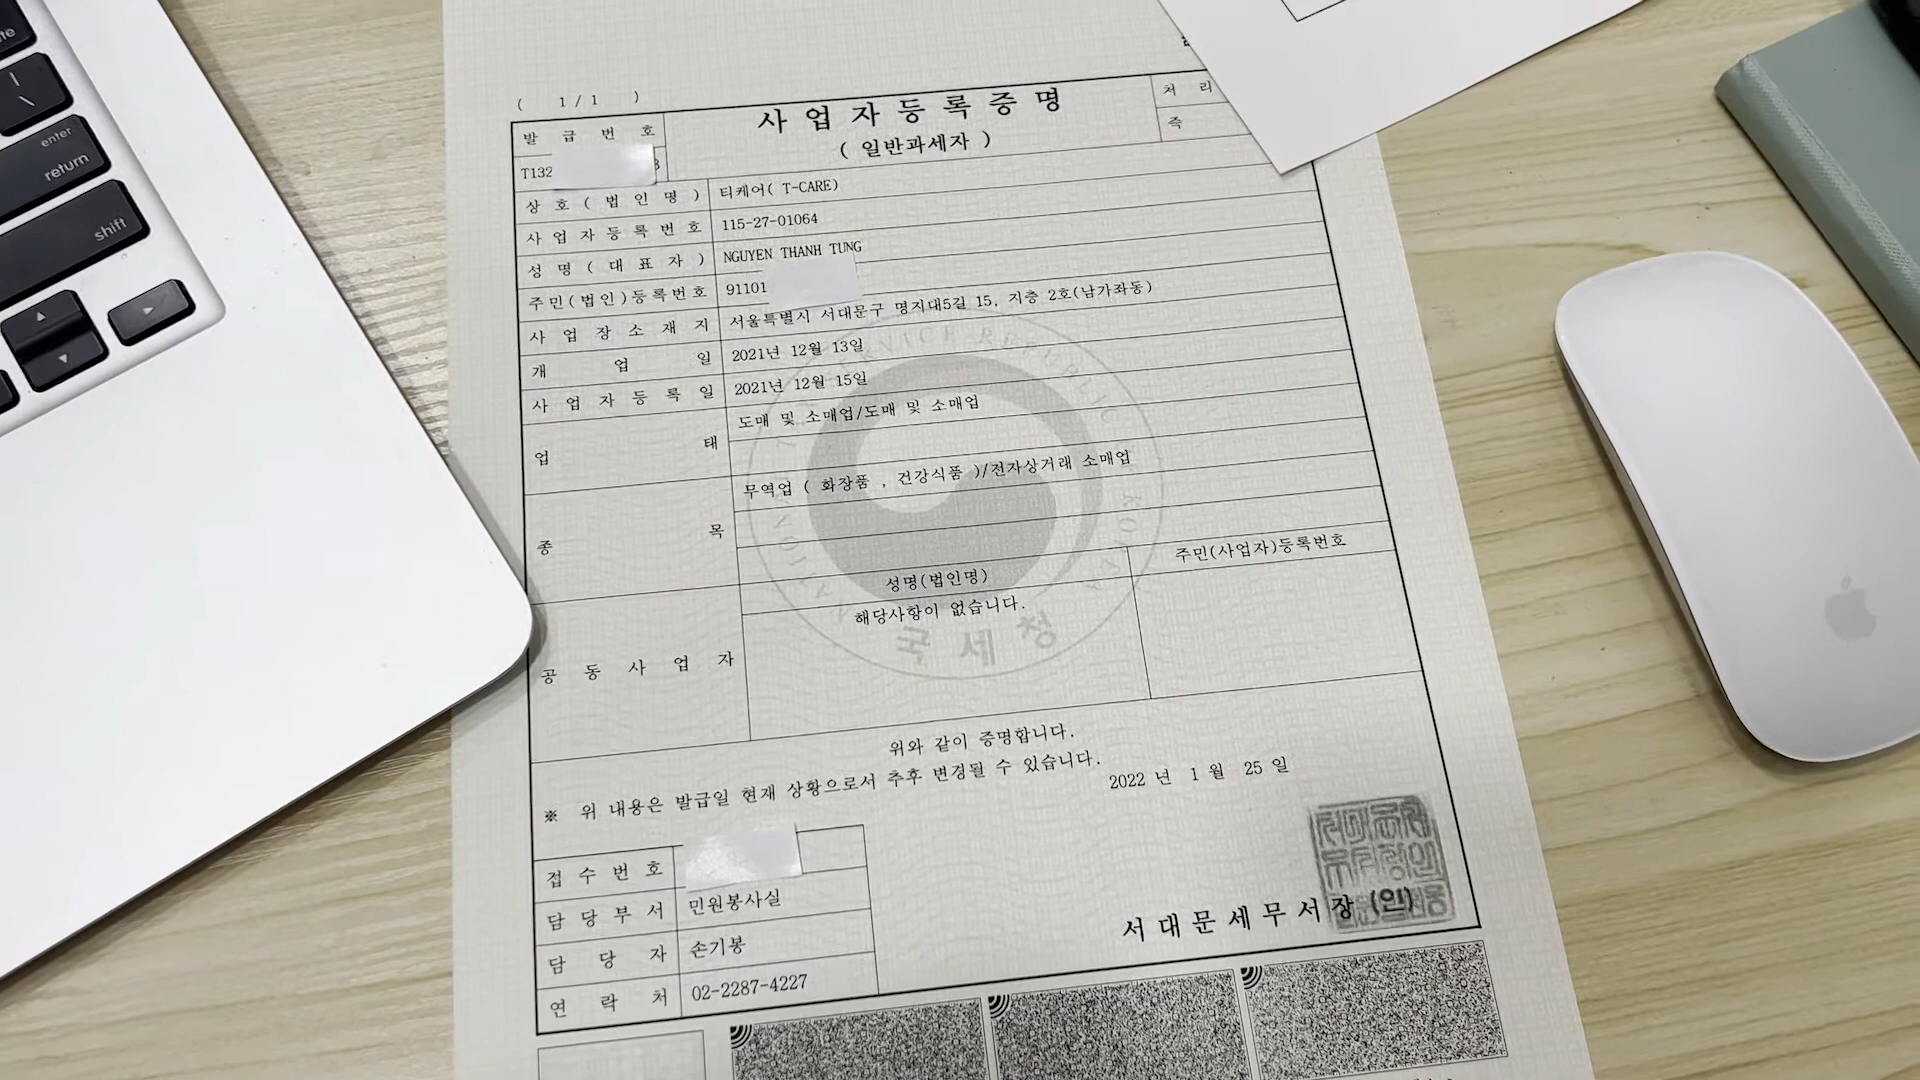 enter
return
shift
( 1 / 1 )
발 급 번 호
T132
사 업 자 등 록 증 명
( 일반과세자 )
처 리
즉
상 호 ( 법 인 명 ) 티케어( T-CARE)
사 업 자 등 록 번 호 115-27-01064
성 명 ( 대 표 자 ) NGUYEN THANH TUNG
주민(법인)등록번호 91101
사 업 장 소 재 지 서울특별시 서대문구 명지대5길 15, 지층 2호(남가좌동)
개 업 일 2021년 12월 13일
사 업 자 등 록 일 2021년 12월 15일
업 태 도매 및 소매업/도매 및 소매업
종 목 무역업 ( 화장품 , 건강식품 )/전자상거래 소매업
공 동 사 업 자
성명(법인명)
주민(사업자)등록번호
해당사항이 없습니다.
국세청
위와 같이 증명합니다.
※ 위 내용은 발급일 현재 상황으로서 추후 변경될 수 있습니다.
2022 년 1 월 25 일
접 수 번 호
담 당 부 서 민원봉사실
담 당 자 손기봉
연 락 처 02-2287-4227
서 대 문 세 무 서 장 (인)